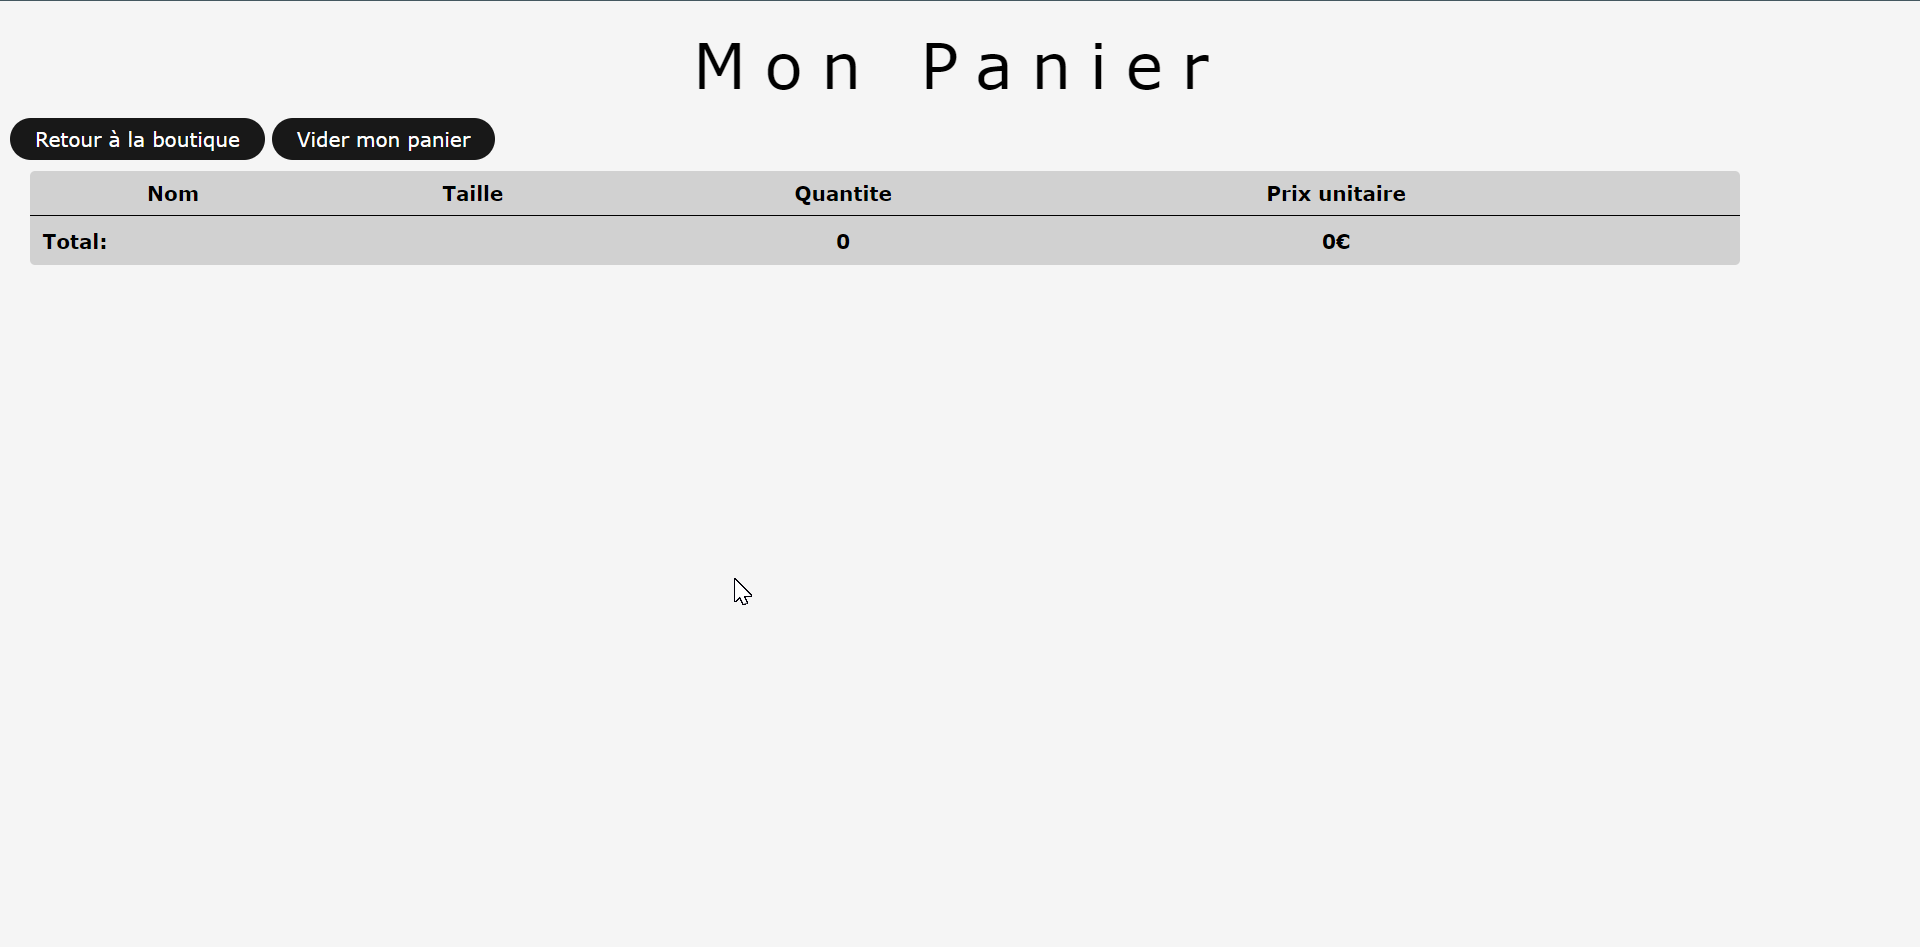 Mon Panier
Retour à la boutique Vider mon panier
Nom Taille Quantite Prix unitaire
Total: 0 0€